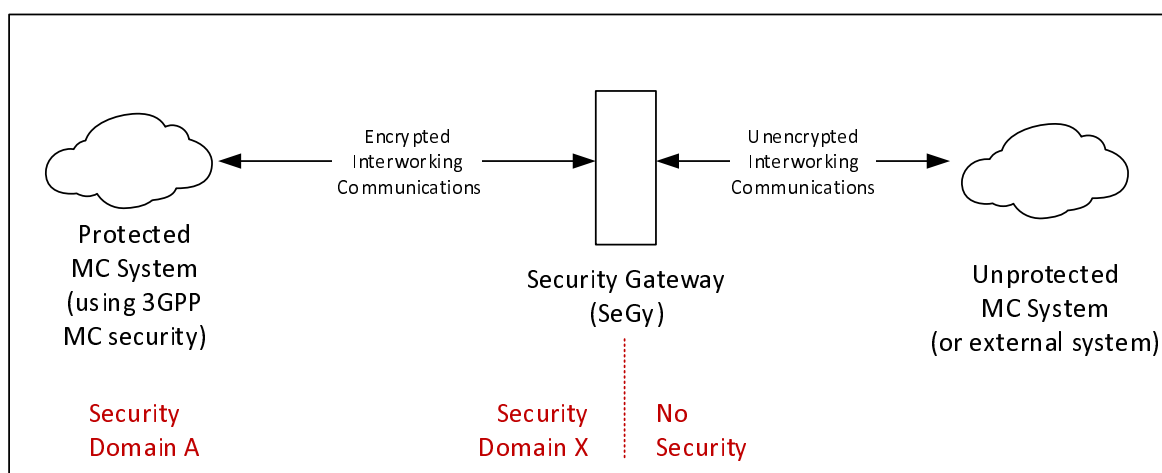 Encrypted
Interworking
Communications
Unencrypted
Interworking
Communications
Protected
MC System
(using 3GPP
MC security)
Security Gateway
(SeGy)
Unprotected
MC System
(or external system)
Security
Domain A
Security
Domain X
No
Security